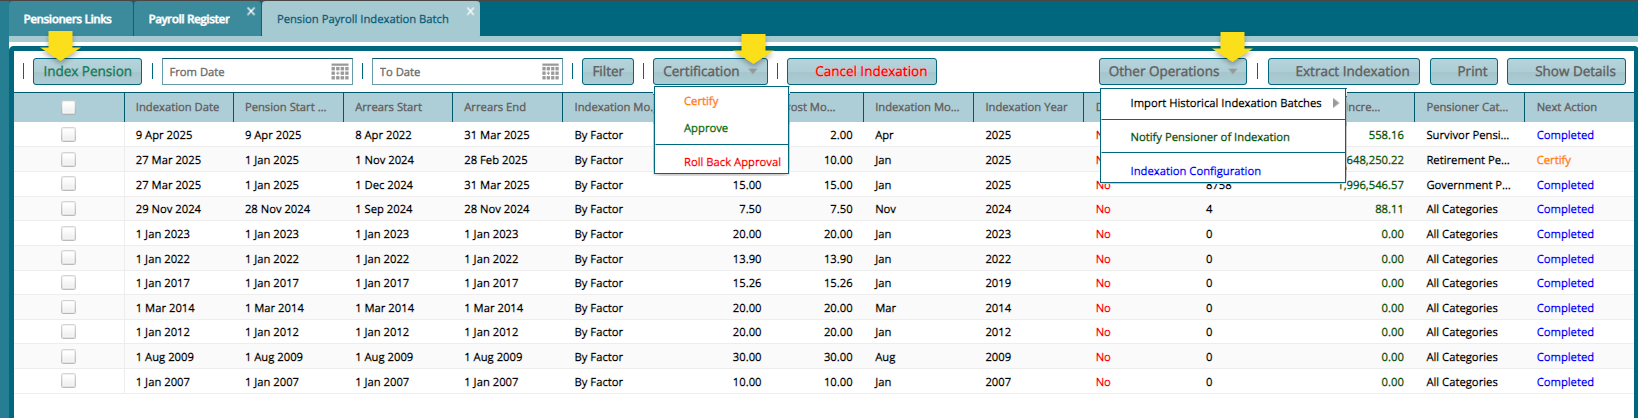 Pensioners Links Payroll Register Pension Payroll Indexation Batch
Index Pension From Date To Date Filter Certification Cancel Indexation Other Operations Extract Indexation Print Show Details
Indexation Date Pension Start ... Arrears Start Arrears End Indexation Mo... ost Mo... Indexation Mo... Indexation Year Incre... Pensioner Cat... Next Action
Certify
Approve
Roll Back Approval
Import Historical Indexation Batches
Notify Pensioner of Indexation
Indexation Configuration
9 Apr 2025 9 Apr 2025 8 Apr 2022 31 Mar 2025 By Factor 2.00 Apr 2025 558.16 Survivor Pensi... Completed
27 Mar 2025 1 Jan 2025 1 Nov 2024 28 Feb 2025 By Factor 10.00 Jan 2025 648,250.22 Retirement Pe... Certify
27 Mar 2025 1 Jan 2025 1 Dec 2024 31 Mar 2025 By Factor 15.00 15.00 Jan 2025 No 8758 1,996,546.57 Government P... Completed
29 Nov 2024 28 Nov 2024 1 Sep 2024 28 Nov 2024 By Factor 7.50 7.50 Nov 2024 No 4 88.11 All Categories Completed
1 Jan 2023 1 Jan 2023 1 Jan 2023 1 Jan 2023 By Factor 20.00 20.00 Jan 2023 No 0 0.00 All Categories Completed
1 Jan 2022 1 Jan 2022 1 Jan 2022 1 Jan 2022 By Factor 13.90 13.90 Jan 2022 No 0 0.00 All Categories Completed
1 Jan 2017 1 Jan 2017 1 Jan 2017 1 Jan 2017 By Factor 15.26 15.26 Jan 2019 No 0 0.00 All Categories Completed
1 Mar 2014 1 Mar 2014 1 Mar 2014 1 Mar 2014 By Factor 20.00 20.00 Mar 2014 No 0 0.00 All Categories Completed
1 Jan 2012 1 Jan 2012 1 Jan 2012 1 Jan 2012 By Factor 20.00 20.00 Jan 2012 No 0 0.00 All Categories Completed
1 Aug 2009 1 Aug 2009 1 Aug 2009 1 Aug 2009 By Factor 30.00 30.00 Aug 2009 No 0 0.00 All Categories Completed
1 Jan 2007 1 Jan 2007 1 Jan 2007 1 Jan 2007 By Factor 10.00 10.00 Jan 2007 No 0 0.00 All Categories Completed